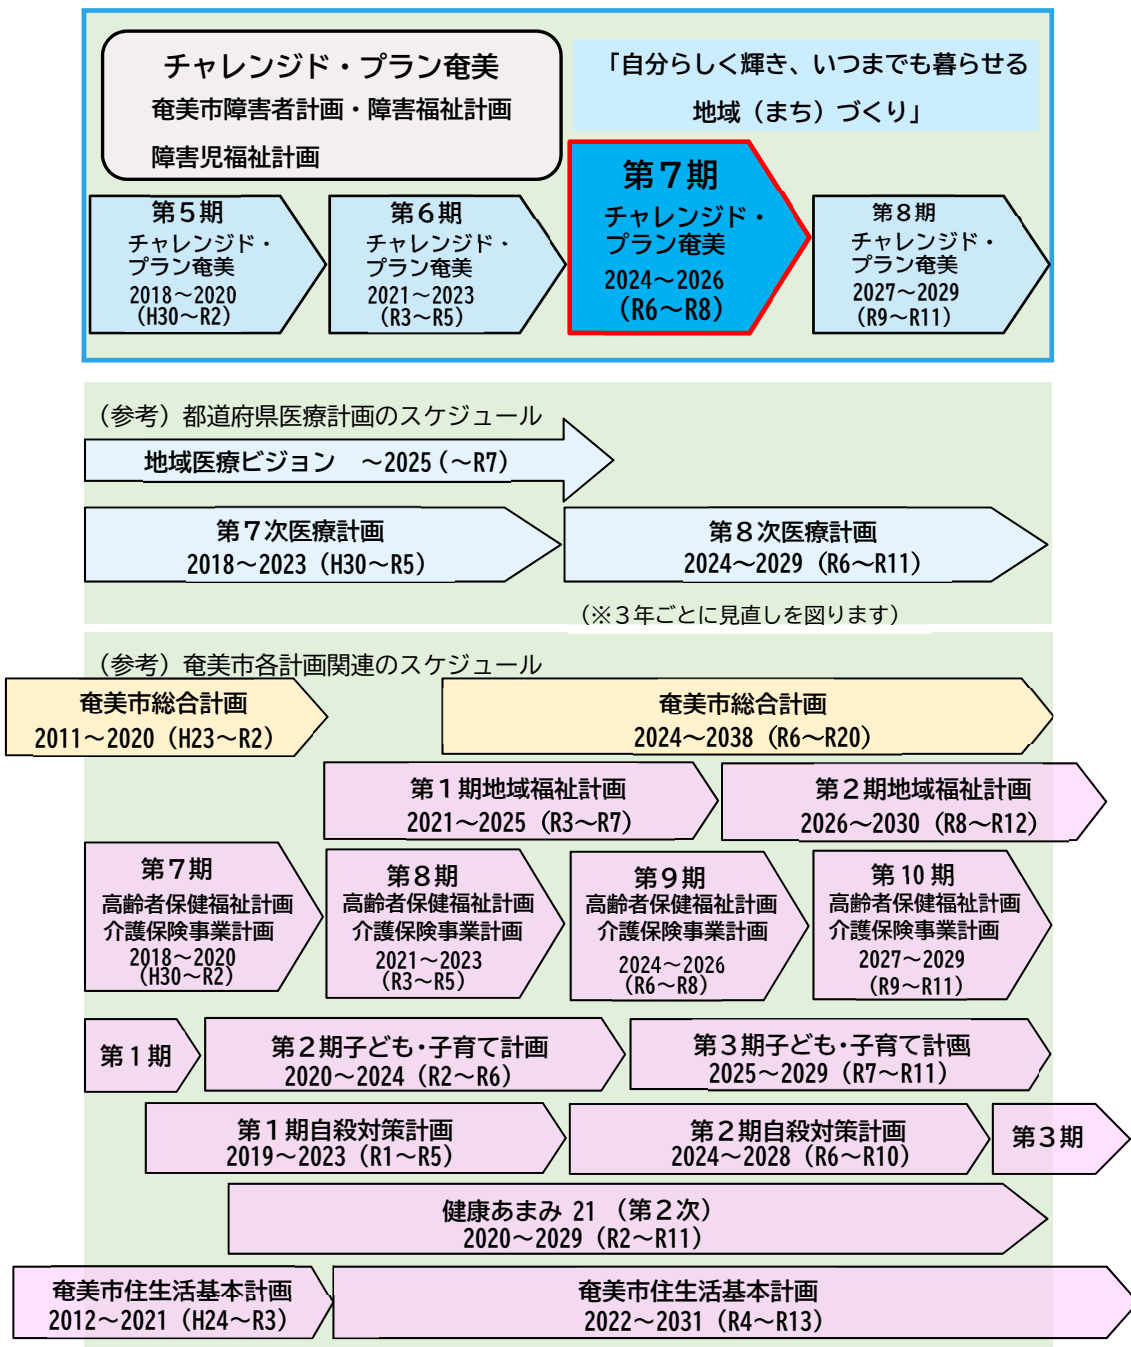 チャレンジド・プラン奄美
奄美市障害者計画・障害福祉計画
障害児福祉計画
「自分らしく輝き、いつまでも暮らせる
地域（まち）づくり」
第５期
チャレンジド・
プラン奄美
2018～2020
（H30～R2）
第６期
チャレンジド・
プラン奄美
2021～2023
（R3～R5）
第７期
チャレンジド・
プラン奄美
2024～2026
（R6～R8）
第８期
チャレンジド・
プラン奄美
2027～2029
（R9～R11）
（参考）都道府県医療計画のスケジュール
地域医療ビジョン　～2025（～R7）
第７次医療計画
2018～2023（H30～R5）
第８次医療計画
2024～2029（R6～R11）
（※３年ごとに見直しを図ります）
（参考）奄美市各計画関連のスケジュール
奄美市総合計画
2011～2020（H23～R2）
奄美市総合計画
2024～2038（R6～R20）
第１期地域福祉計画
2021～2025（R3～R7）
第２期地域福祉計画
2026～2030（R8～R12）
第７期
高齢者保健福祉計画
介護保険事業計画
2018～2020
（H30～R2）
第８期
高齢者保健福祉計画
介護保険事業計画
2021～2023
（R3～R5）
第９期
高齢者保健福祉計画
介護保険事業計画
2024～2026
（R6～R8）
第 10 期
高齢者保健福祉計画
介護保険事業計画
2027～2029
（R9～R11）
第１期
第２期子ども・子育て計画
2020～2024（R2～R6）
第３期子ども・子育て計画
2025～2029（R7～R11）
第１期自殺対策計画
2019～2023（R1～R5）
第２期自殺対策計画
2024～2028（R6～R10）
第３期
健康あまみ 21 （第２次）
2020～2029（R2～R11）
奄美市住生活基本計画
2012～2021（H24～R3）
奄美市住生活基本計画
2022～2031（R4～R13）